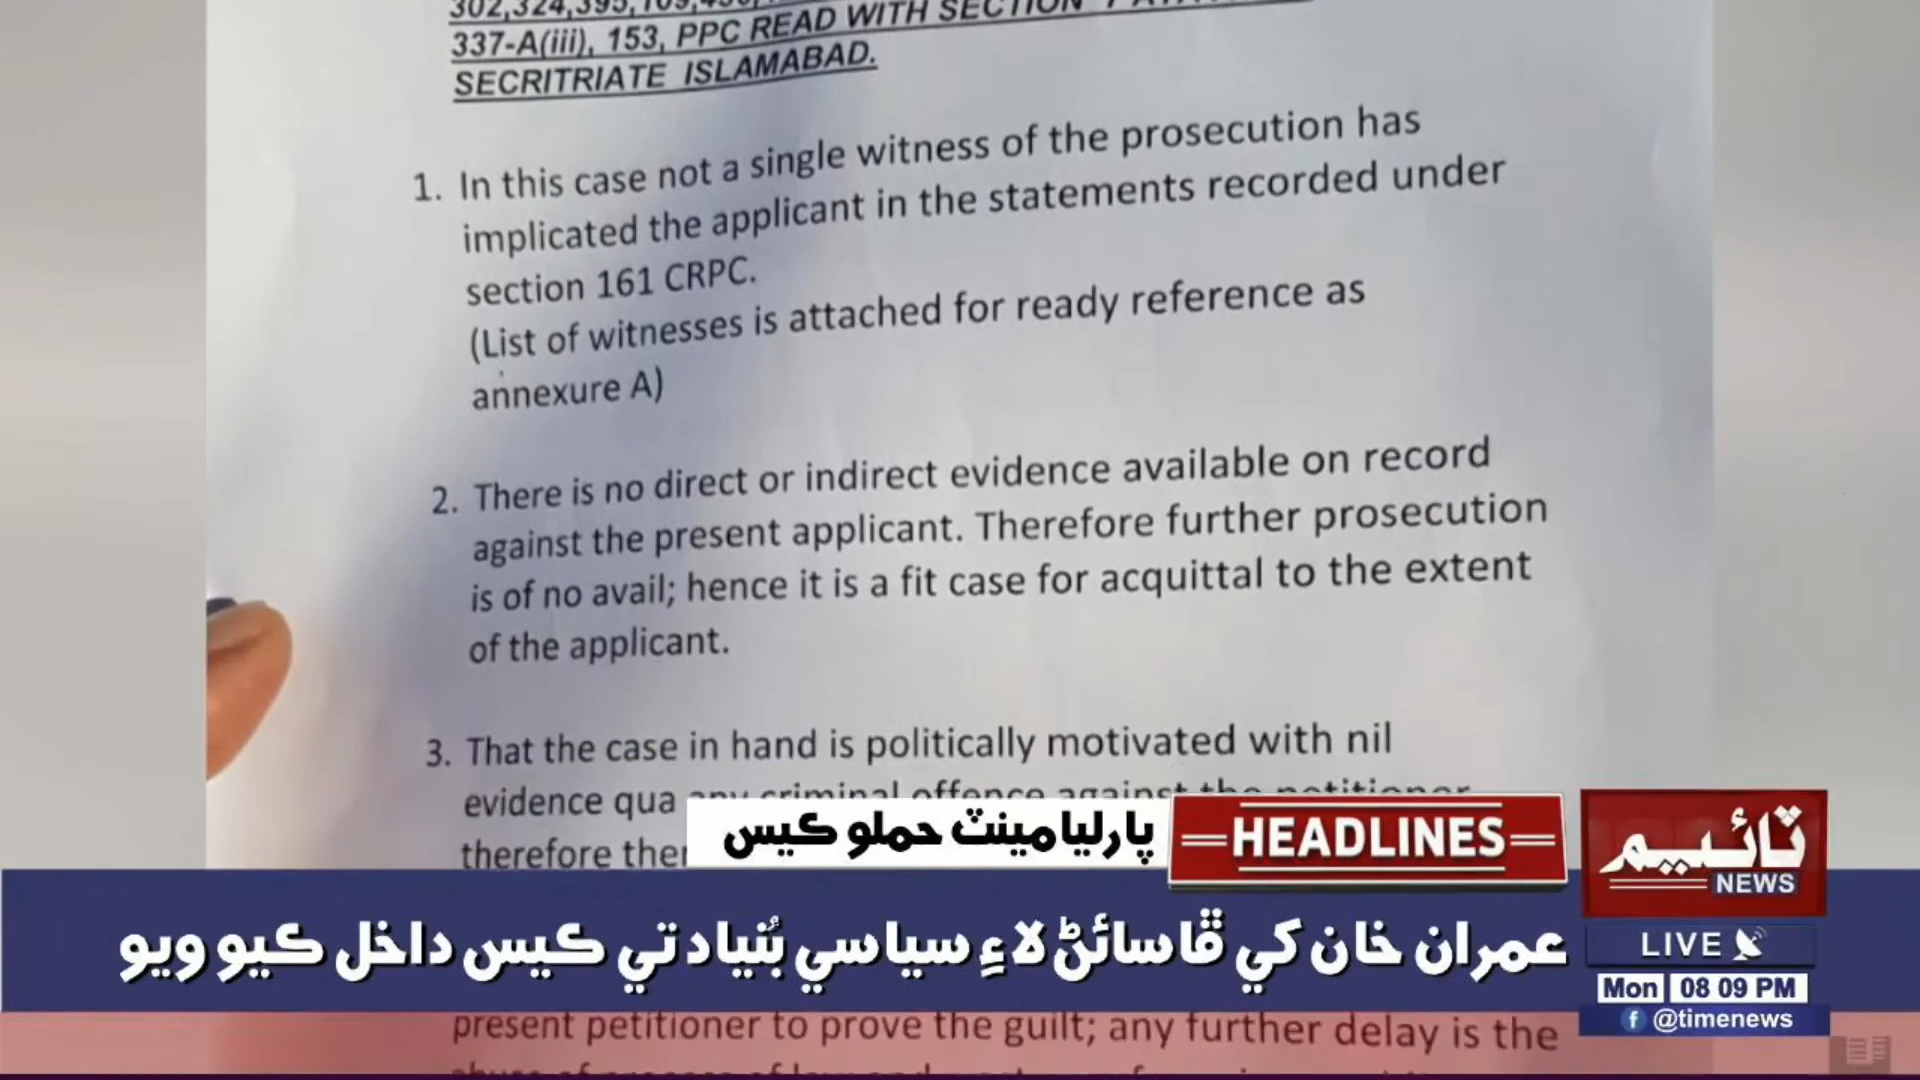 337-A(iii), 153, PPC READ WITH SECTION
SECRITRIATE ISLAMABAD.
1. In this case not a single witness of the prosecution has
implicated the applicant in the statements recorded under
section 161 CRPC.
(List of witnesses is attached for ready reference as
annexure A)
2. There is no direct or indirect evidence available on record
against the present applicant. Therefore further prosecution
is of no avail; hence it is a fit case for acquittal to the extent
of the applicant.
3. That the case in hand is politically motivated with nil
evidence qua any criminal offence against the petitioner
therefore
پارليامينٽ حملو ڪيس
HEADLINES
ٽائيم
NEWS
عمران خان کي ڦاسائڻ لاءِ سياسي بُنياد تي ڪيس داخل ڪيو ويو
LIVE
Mon 08 09 PM
@timenews
present petitioner to prove the guilt; any further delay is the